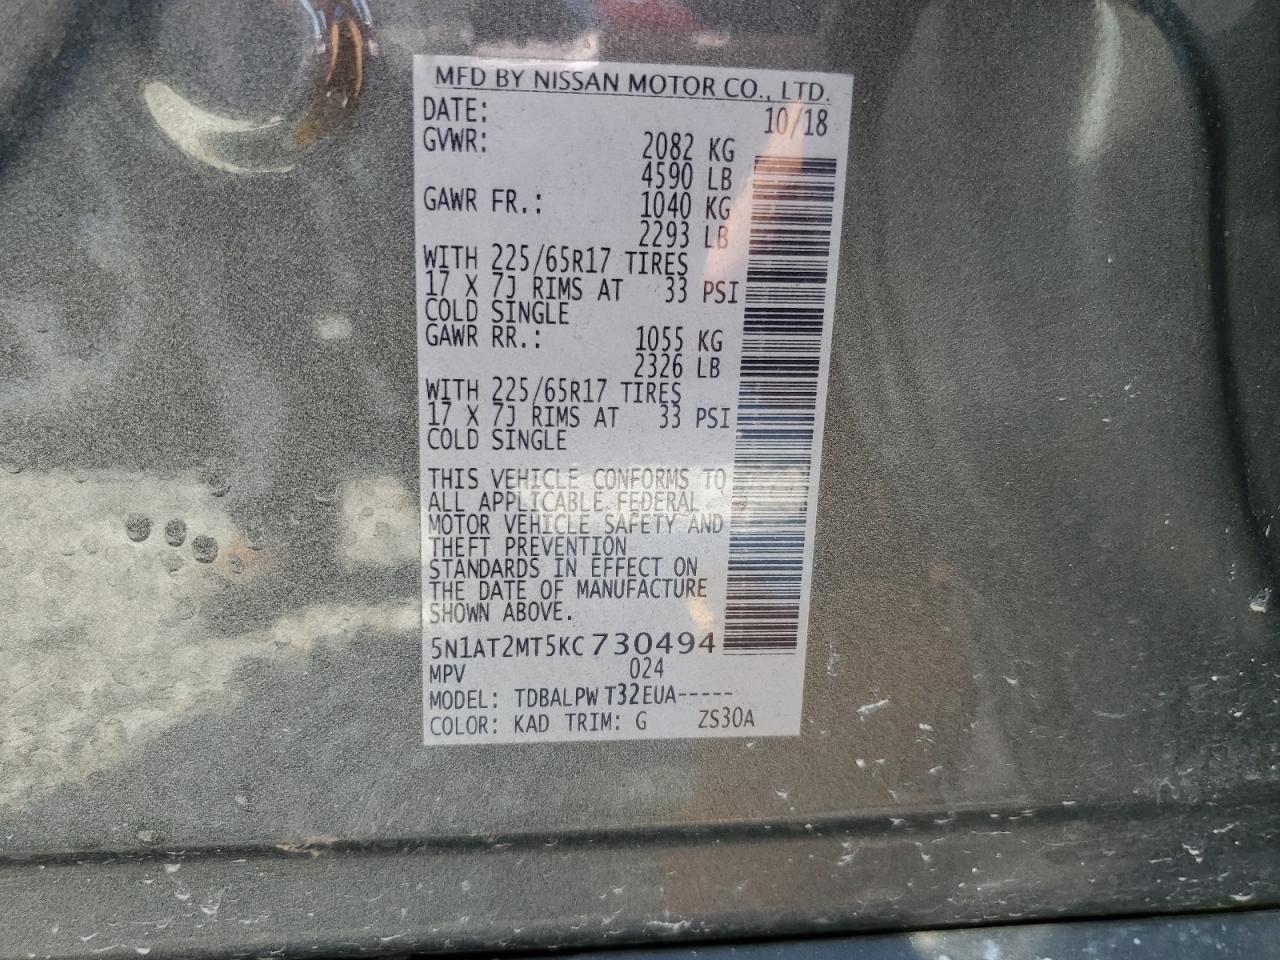 MFD BY NISSAN MOTOR CO., LTD.
DATE: 10/18
GVWR: 2082 KG
4590 LB
GAWR FR.: 1040 KG
2293 LB
WITH 225/65R17 TIRES
17 X 7J RIMS AT 33 PSI
COLD SINGLE
GAWR RR.: 1055 KG
2326 LB
WITH 225/65R17 TIRES
17 X 7J RIMS AT 33 PSI
COLD SINGLE
THIS VEHICLE CONFORMS TO
ALL APPLICABLE FEDERAL
MOTOR VEHICLE SAFETY AND
THEFT PREVENTION
STANDARDS IN EFFECT ON
THE DATE OF MANUFACTURE
SHOWN ABOVE.
5N1AT2MT5KC730494
MPV 024
MODEL: TDBALPW T32EUA-----
COLOR: KAD TRIM: G ZS30A